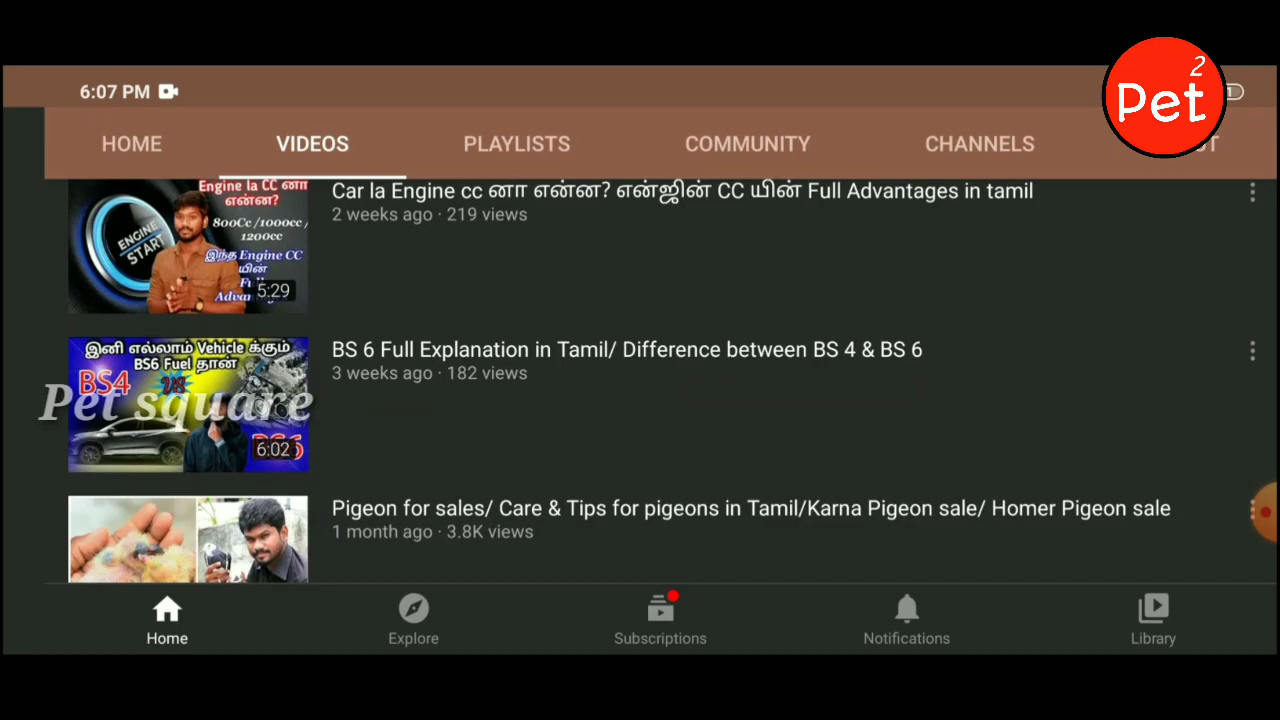 2
Pet
6:07 PM
HOME VIDEOS PLAYLISTS COMMUNITY CHANNELS
Engine la CC னா
என்ன?
800Cc /1000cc /
1200cc
ENGINE
START
இந்த Engine CC
யின்
5:29
Car la Engine cc னா என்ன? என்ஜின் CC யின் Full Advantages in tamil
2 weeks ago · 219 views
இனி எல்லாம் Vehicle க்கும்
BS6 Fuel தான்
BS4
VS
6:02
Pet square
BS 6 Full Explanation in Tamil/ Difference between BS 4 & BS 6
3 weeks ago · 182 views
Pigeon for sales/ Care & Tips for pigeons in Tamil/Karna Pigeon sale/ Homer Pigeon sale
1 month ago · 3.8K views
Home Explore Subscriptions Notifications Library